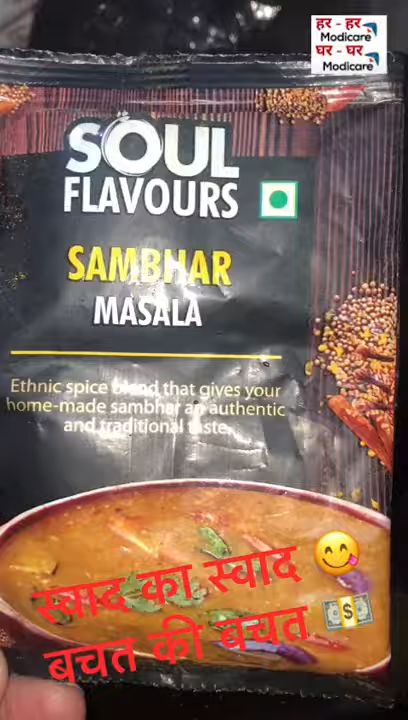 हर - हर
Modicare
घर - घर
Modicare
SOUL
FLAVOURS
SAMBHAR
MASALA
Ethnic spice blend that gives your
home-made sambhar an authentic
and traditional taste.
स्वाद का स्वाद 😋
बचत की बचत 💵